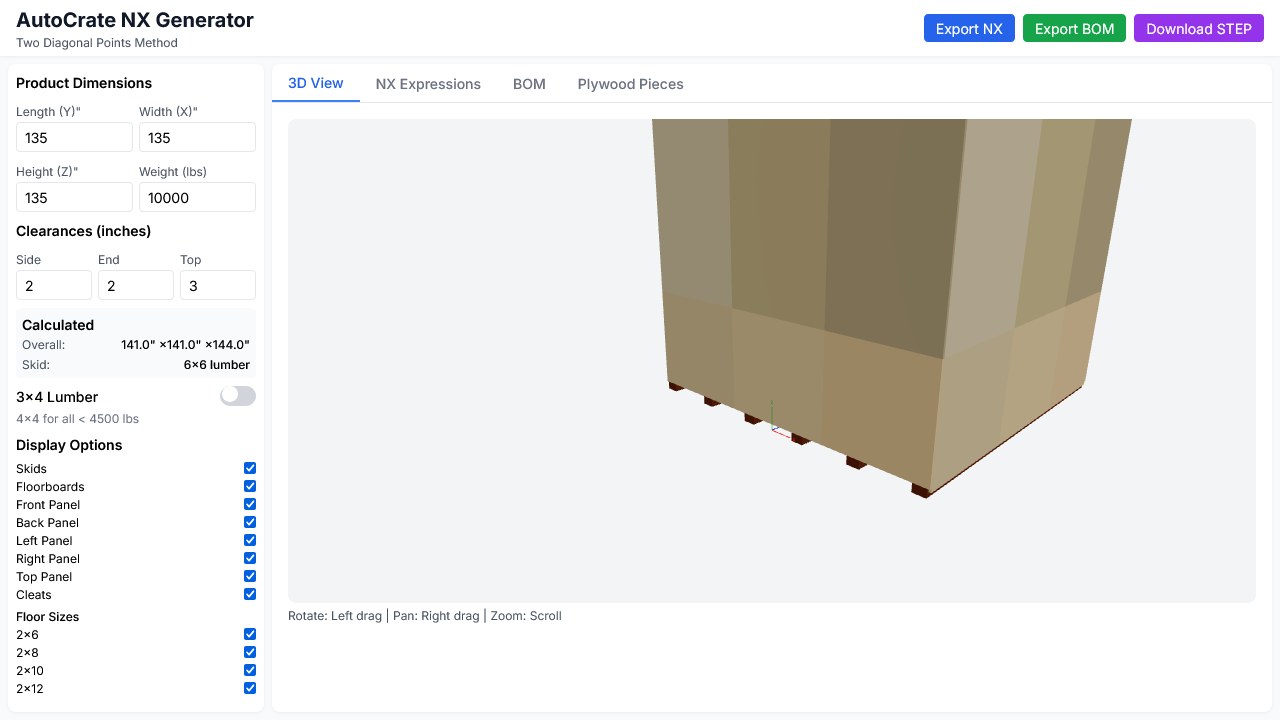 AutoCrate NX Generator
Two Diagonal Points Method
Export NX
Export BOM
Download STEP
Product Dimensions
Length (Y)"
Width (X)"
135
135
Height (Z)"
Weight (lbs)
135
10000
Clearances (inches)
Side
End
Top
2
2
3
Calculated
Overall:
141.0" ×141.0" ×144.0"
Skid:
6×6 lumber
3×4 Lumber
4×4 for all < 4500 lbs
Display Options
Skids
Floorboards
Front Panel
Back Panel
Left Panel
Right Panel
Top Panel
Cleats
Floor Sizes
2×6
2×8
2×10
2×12
3D View
NX Expressions
BOM
Plywood Pieces
Rotate: Left drag | Pan: Right drag | Zoom: Scroll